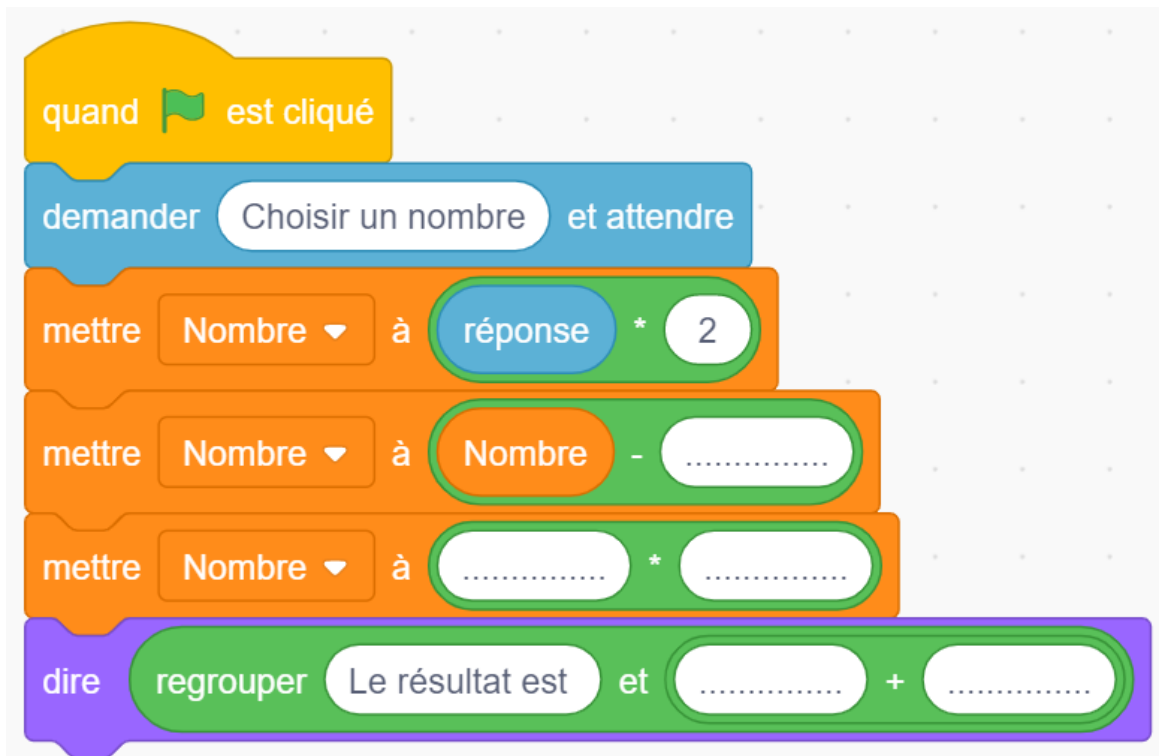 quand est cliqué
demander Choisir un nombre et attendre
mettre Nombre à réponse * 2
mettre Nombre à Nombre - ...............
mettre Nombre à ............... * ...............
dire regrouper Le résultat est et ............... + ...............